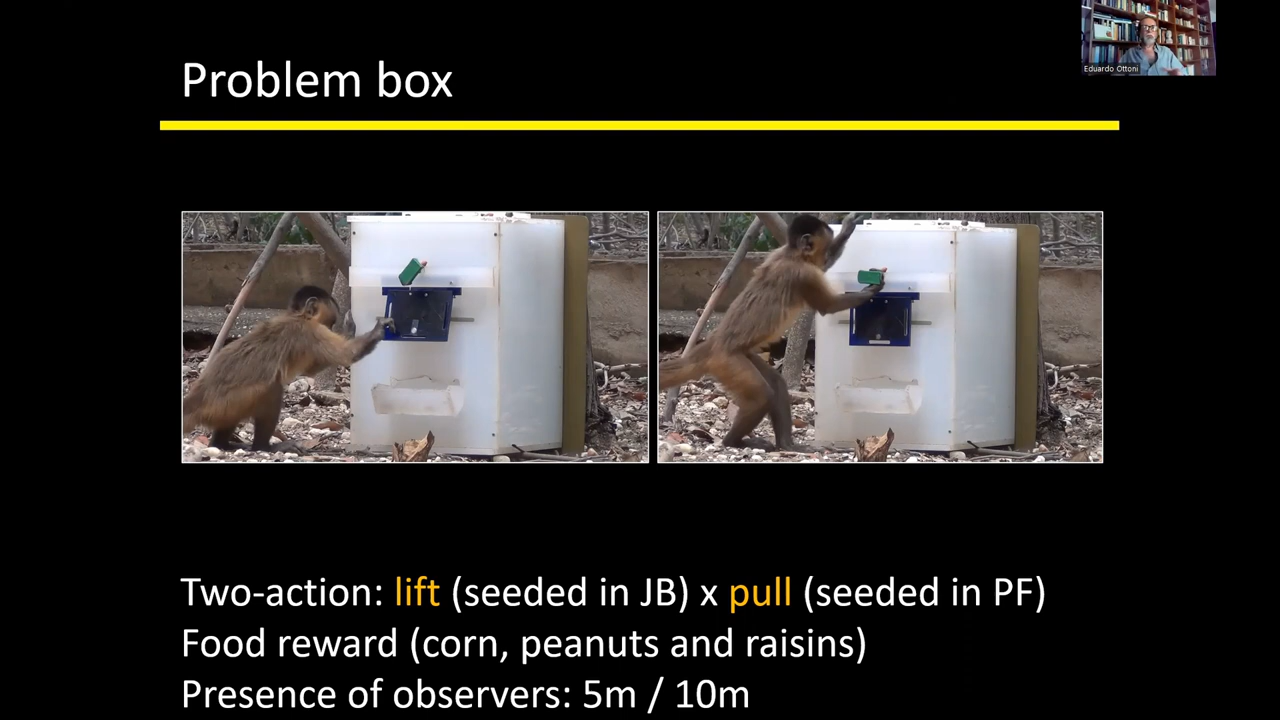 Problem box
Eduardo Ottoni
Two-action: lift (seeded in JB) x pull (seeded in PF)
Food reward (corn, peanuts and raisins)
Presence of observers: 5m / 10m